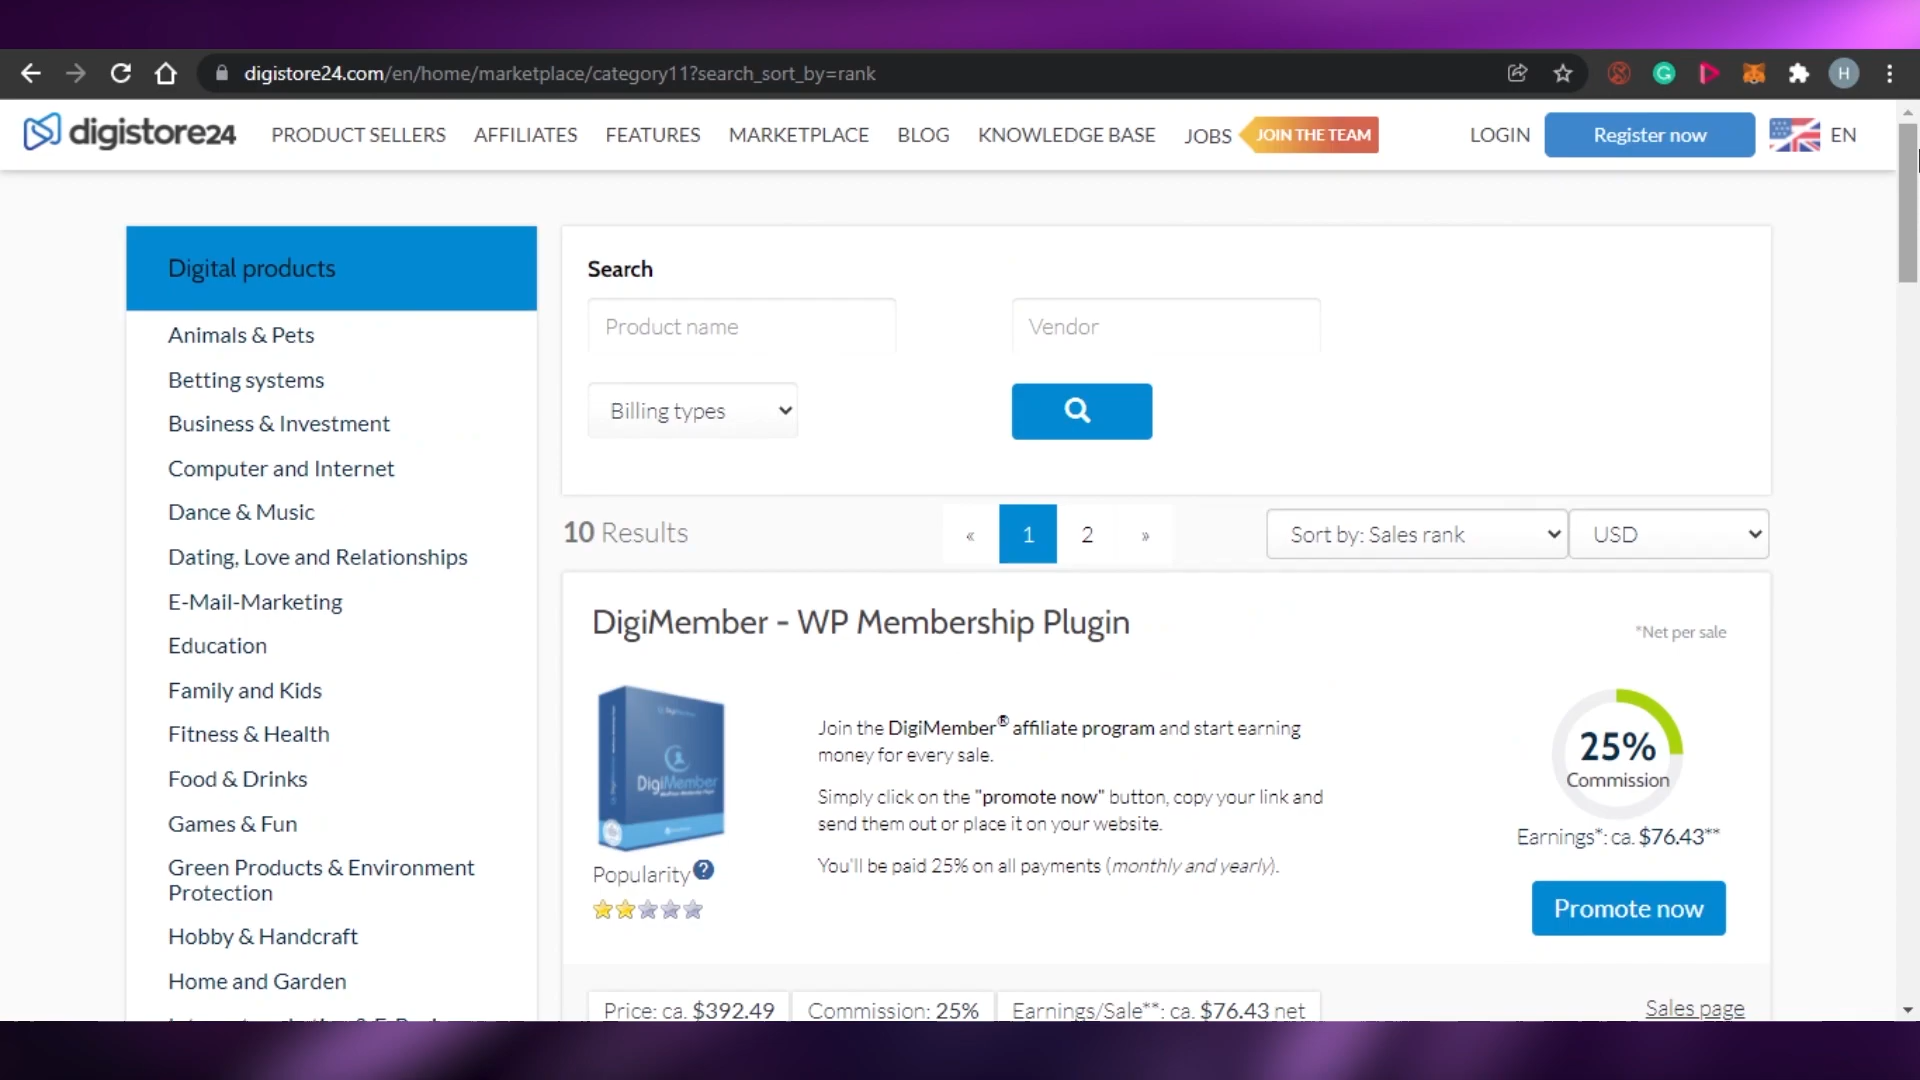 digistore24.com/en/home/marketplace/category11?search_sort_by=rank
H
digistore24
PRODUCT SELLERS
AFFILIATES
FEATURES
MARKETPLACE
BLOG
KNOWLEDGE BASE
JOBS
JOIN THE TEAM
LOGIN
Register now
EN
Digital products
Animals & Pets
Betting systems
Business & Investment
Computer and Internet
Dance & Music
Dating, Love and Relationships
E-Mail-Marketing
Education
Family and Kids
Fitness & Health
Food & Drinks
Games & Fun
Green Products & Environment
Protection
Hobby & Handcraft
Home and Garden
Search
Product name
Vendor
Billing types
10 Results
« 1 2 »
Sort by: Sales rank
USD
DigiMember - WP Membership Plugin
*Net per sale
DigiMember
Join the DigiMember® affiliate program and start earning
money for every sale.
Simply click on the "promote now" button, copy your link and
send them out or place it on your website.
You'll be paid 25% on all payments (monthly and yearly).
25%
Commission
Earnings*: ca. $76.43**
Popularity ?
Promote now
Price: ca. $392.49
Commission: 25%
Earnings/Sale**: ca. $76.43 net
Sales page